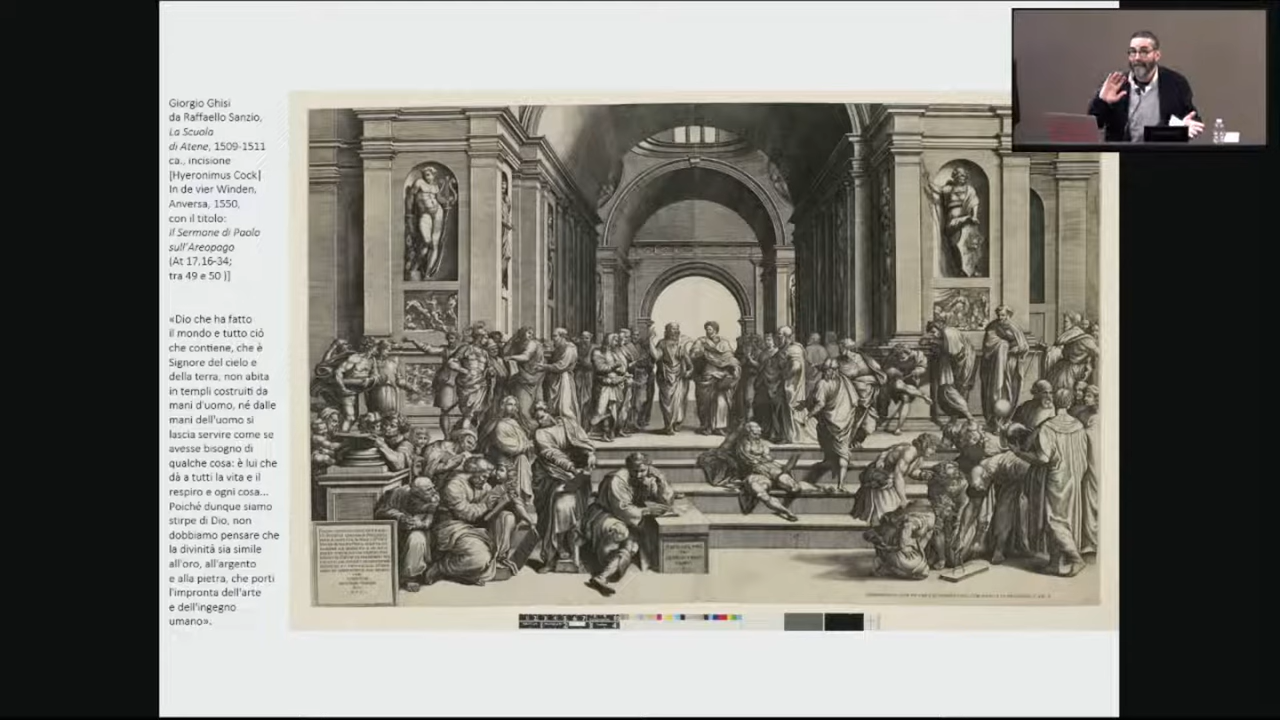 Giorgio Ghisi
da Raffaello Sanzio,
La Scuola
di Atene, 1509-1511
ca., incisione
[Hyeronimus Cock]
In de vier Winden,
Anversa, 1550,
con il titolo:
Il Sermone di Paolo
sull'Areopago
(At 17,16-34;
tra 49 e 50 )]
«Dio che ha fatto
il mondo e tutto ciò
che contiene, che è
Signore del cielo e
della terra, non abita
in templi costruiti da
mani d'uomo, né dalle
mani dell'uomo si
lascia servire come se
avesse bisogno di
qualche cosa: è lui che
dà a tutti la vita e il
respiro e ogni cosa...
Poiché dunque siamo
stirpe di Dio, non
dobbiamo pensare che
la divinità sia simile
all'oro, all'argento
e alla pietra, che porti
l'impronta dell'arte
e dell'ingegno
umano».